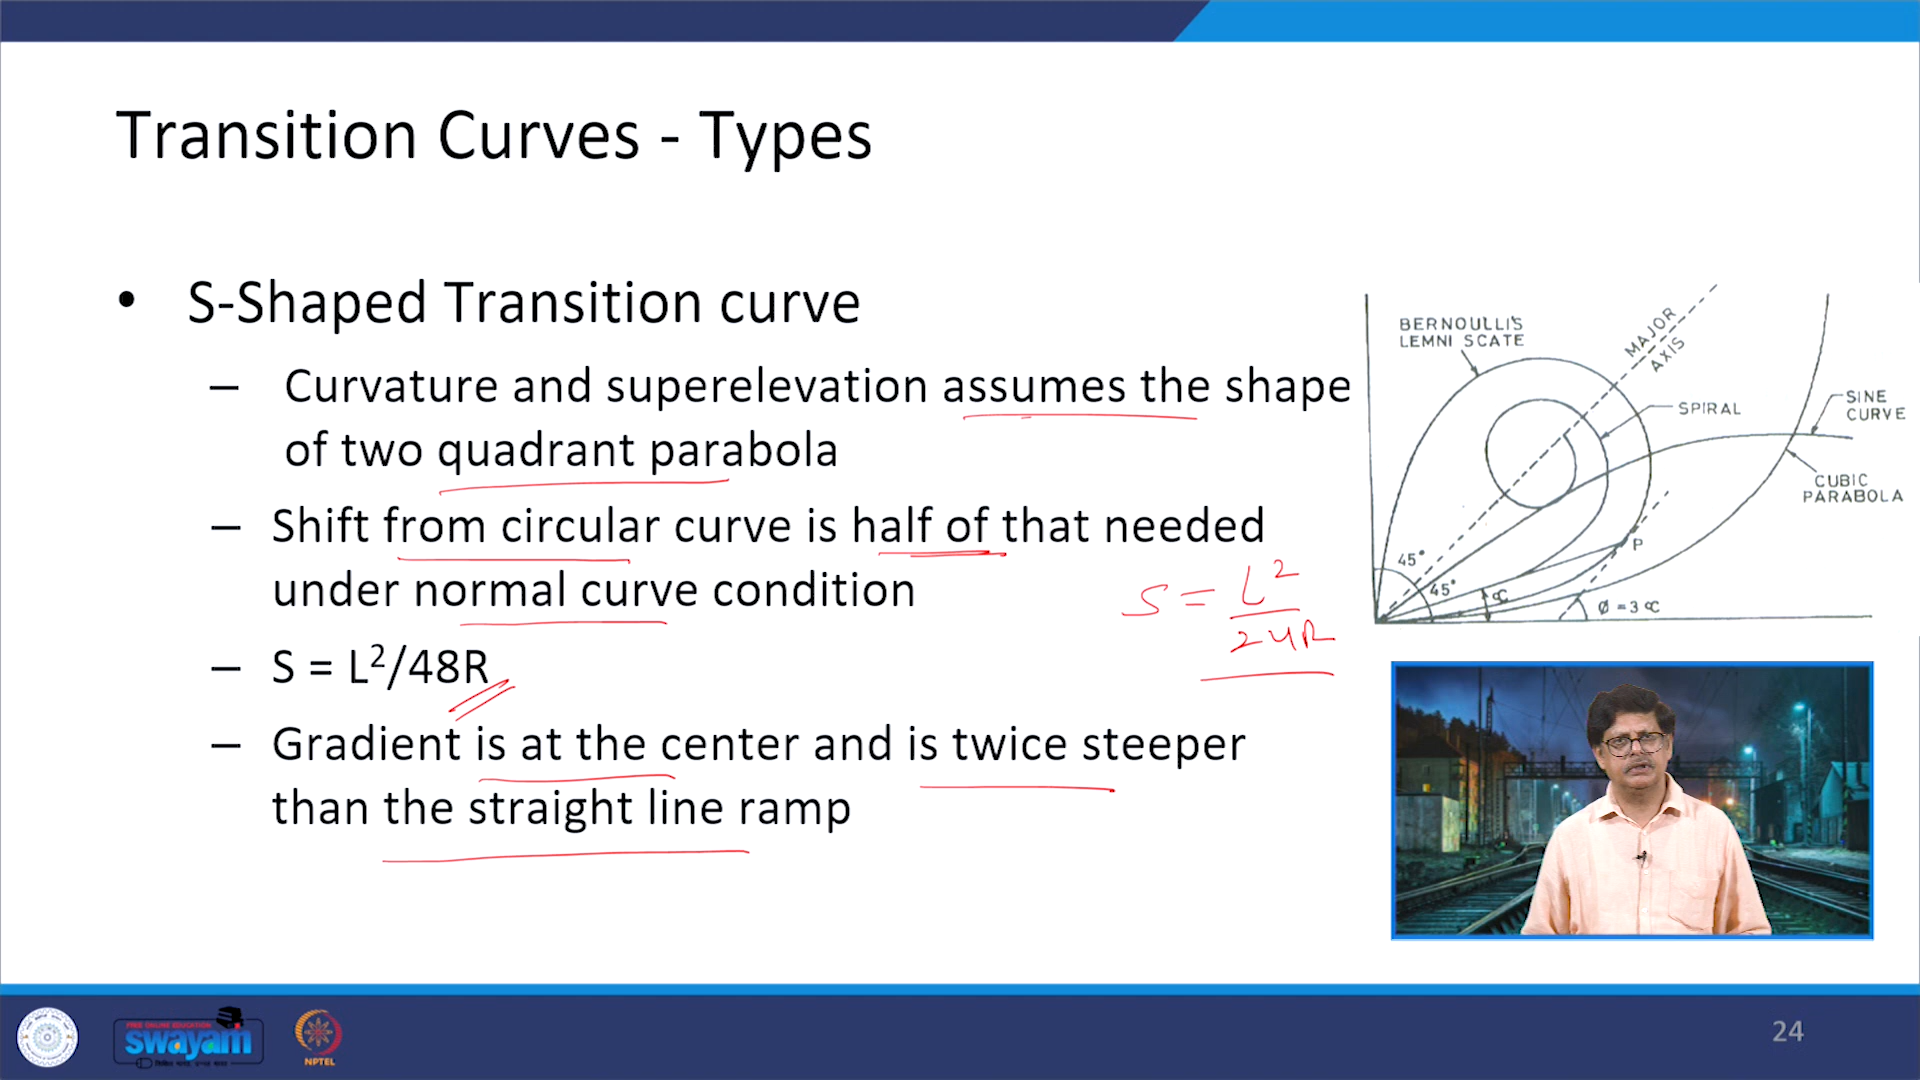 Transition Curves - Types
• S-Shaped Transition curve
– Curvature and superelevation assumes the shape
of two quadrant parabola
– Shift from circular curve is half of that needed
under normal curve condition
– S = L²/48R
– Gradient is at the center and is twice steeper
than the straight line ramp
S = L²
24R
BERNOULLI'S
LEMNI SCATE
MAJOR
AXIS
SPIRAL
SINE
CURVE
CUBIC
PARABOLA
P
45°
45°
∝
Ø = 3 ∝
FREE ONLINE EDUCATION
swayam
NPTEL
24